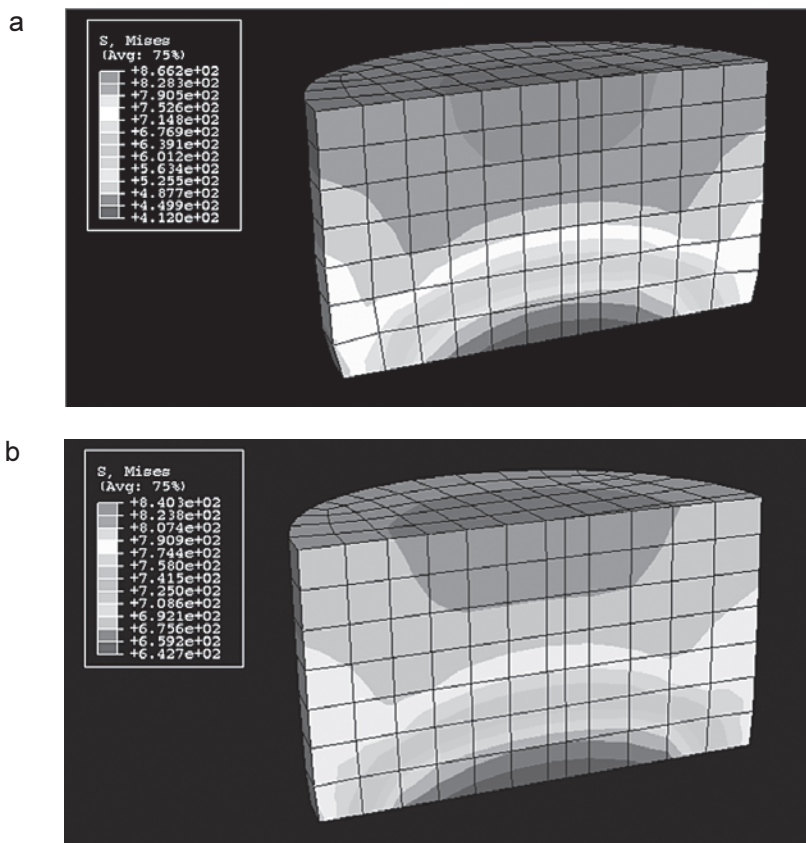 a
S, Mises
(Avg: 75%)
+8.662e+02
+8.283e+02
+7.905e+02
+7.526e+02
+7.148e+02
+6.769e+02
+6.391e+02
+6.012e+02
+5.634e+02
+5.255e+02
+4.877e+02
+4.499e+02
+4.120e+02
b
S, Mises
(Avg: 75%)
+8.403e+02
+8.238e+02
+8.074e+02
+7.909e+02
+7.744e+02
+7.580e+02
+7.415e+02
+7.250e+02
+7.086e+02
+6.921e+02
+6.756e+02
+6.592e+02
+6.427e+02